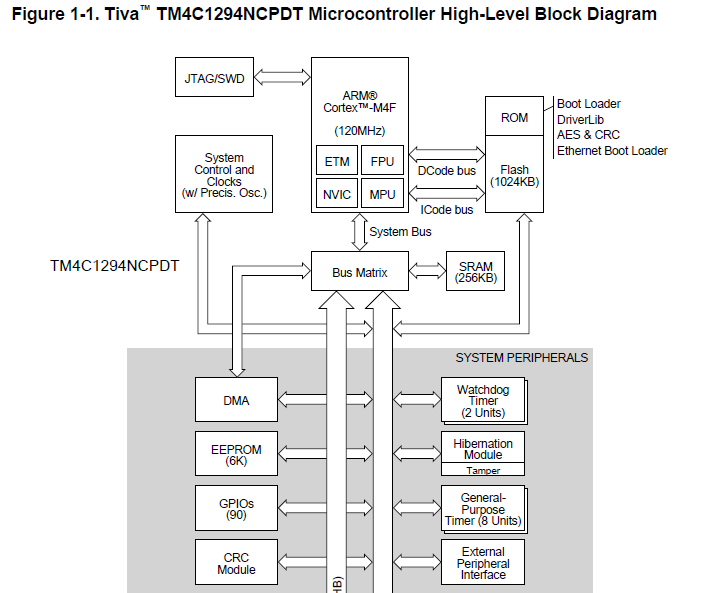 Figure 1-1. Tiva™ TM4C1294NCPDT Microcontroller High-Level Block Diagram
JTAG/SWD
ARM®
Cortex™-M4F
(120MHz)
ETM
FPU
NVIC
MPU
ROM
Flash
(1024KB)
Boot Loader
DriverLib
AES & CRC
Ethernet Boot Loader
System
Control and
Clocks
(w/ Precis. Osc.)
DCode bus
ICode bus
System Bus
TM4C1294NCPDT
Bus Matrix
SRAM
(256KB)
SYSTEM PERIPHERALS
DMA
Watchdog
Timer
(2 Units)
EEPROM
(6K)
Hibernation
Module
Tamper
GPIOs
(90)
General-
Purpose
Timer (8 Units)
CRC
Module
External
Peripheral
Interface
HB)